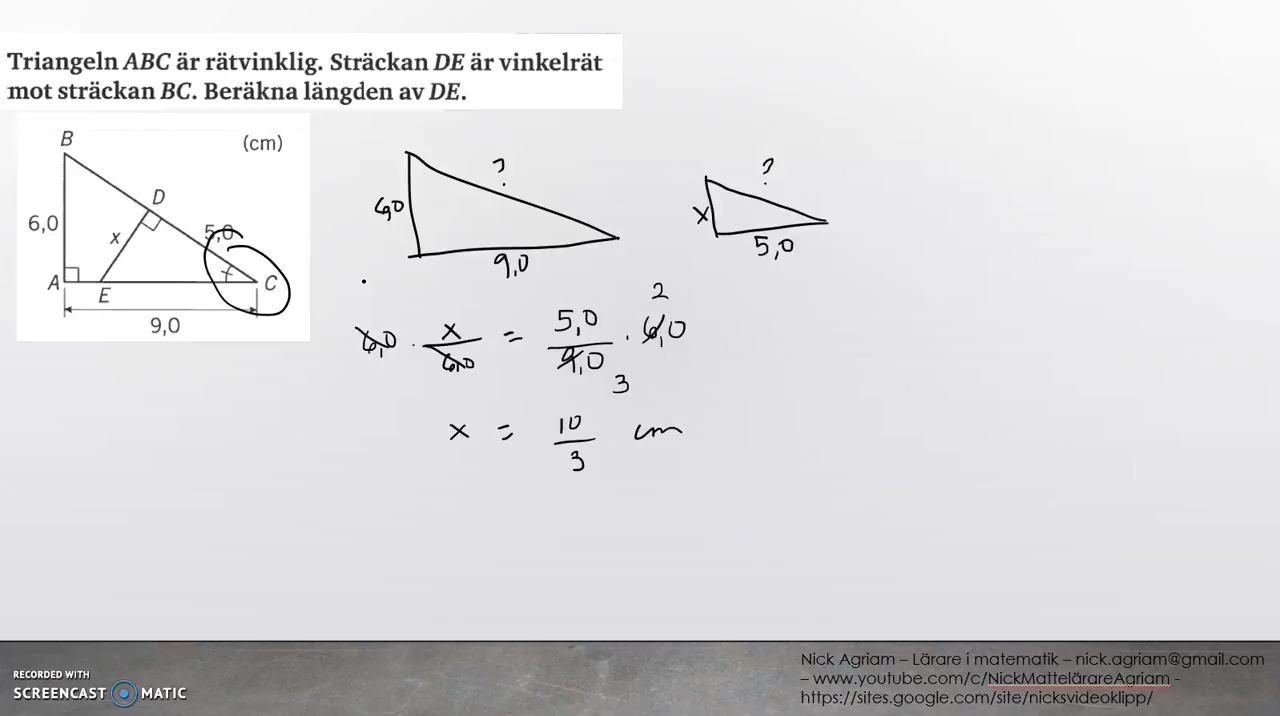 Triangeln ABC är rätvinklig. Sträckan DE är vinkelrät
mot sträckan BC. Beräkna längden av DE.
B
(cm)
D
6,0
5,0
x
A
E
C
9,0
?
6,0
9,0
?
x
5,0
6,0 · x/6,0 = 5,0/9,0 · 6,0
2
3
x = 10/3 cm
RECORDED WITH
SCREENCAST MATIC
Nick Agriam – Lärare i matematik – nick.agriam@gmail.com
– www.youtube.com/c/NickMattelärareAgriam -
https://sites.google.com/site/nicksvideoklipp/